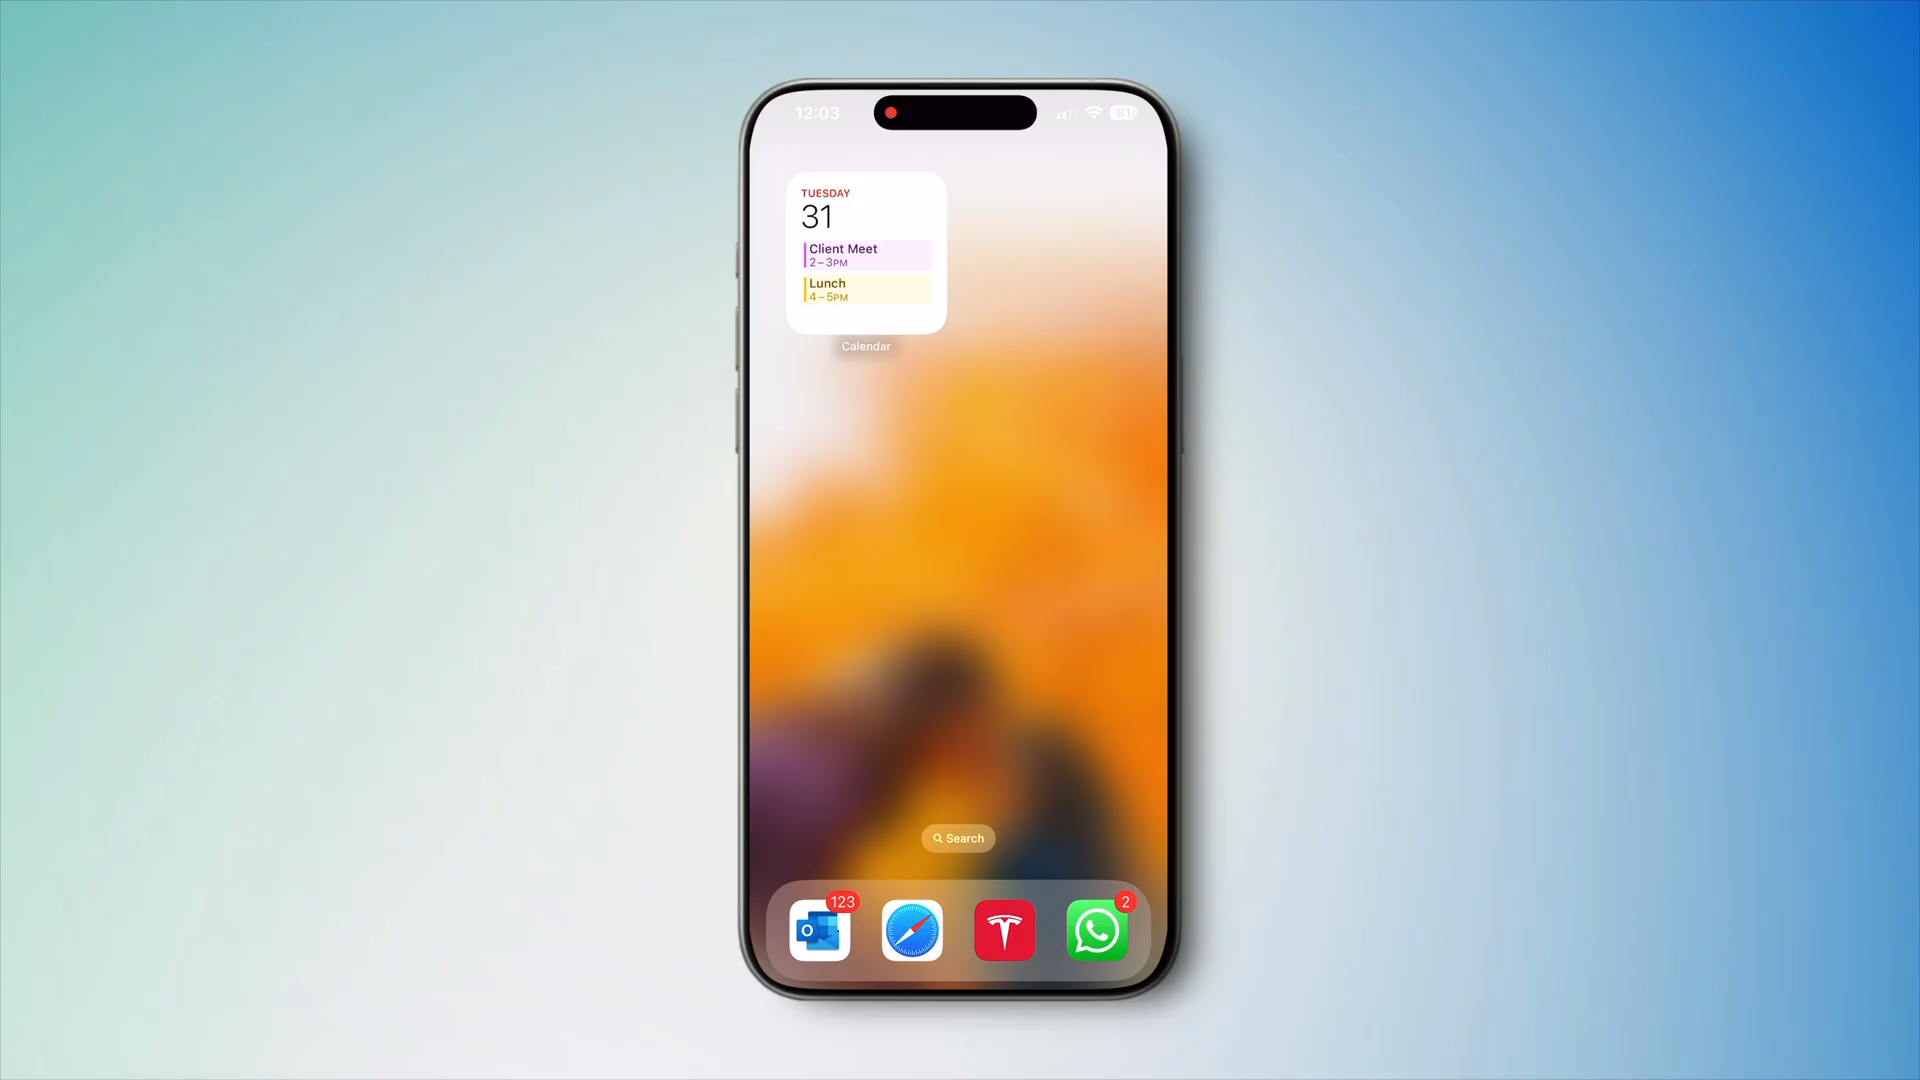 12:03
81
TUESDAY
31
Client Meet
2–3PM
Lunch
4–5PM
Calendar
Search
123
2
O